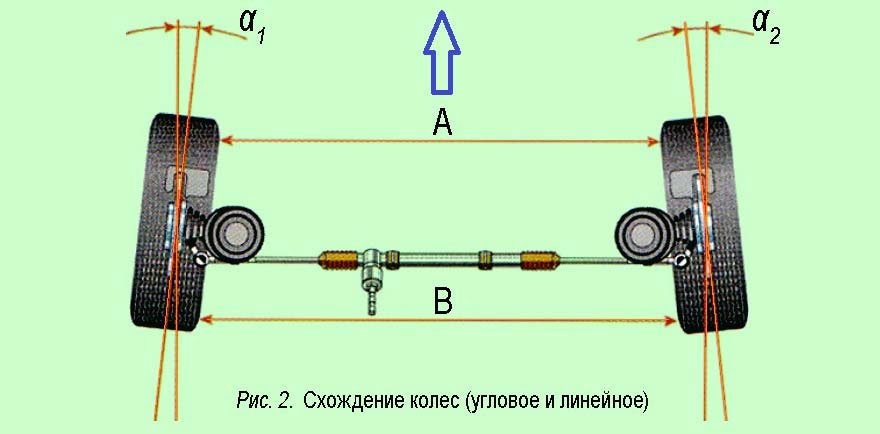 α1 α2
A
B
Рис. 2. Схождение колес (угловое и линейное)